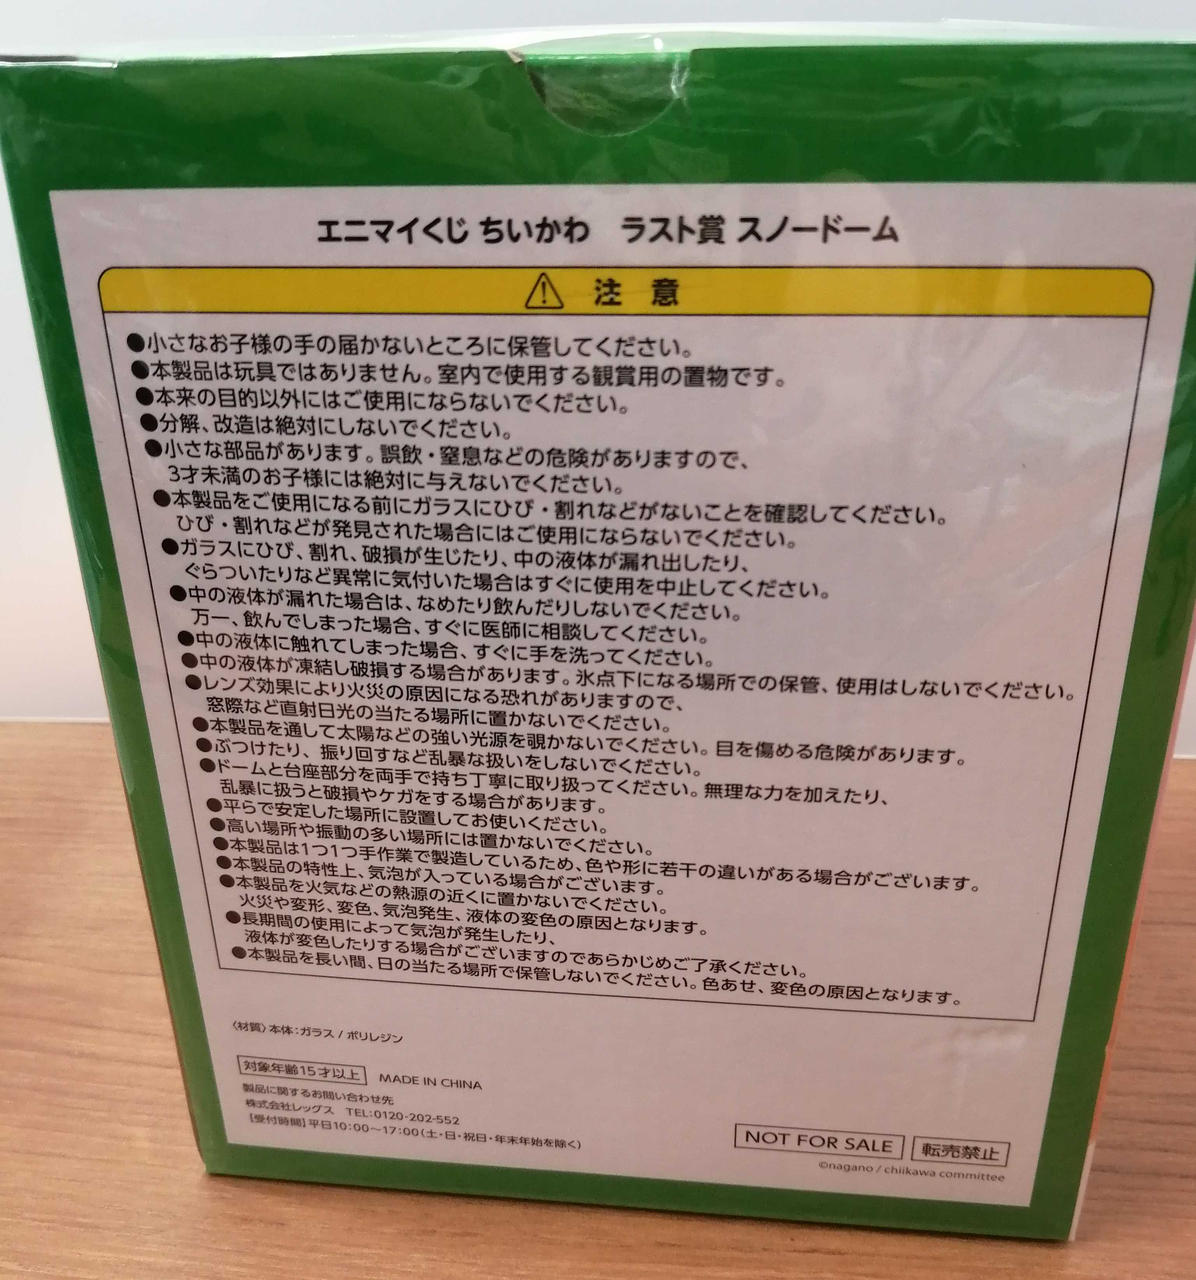 エニマイくじ ちいかわ　ラスト賞 スノードーム
注 意
●小さなお子様の手の届かないところに保管してください。
●本製品は玩具ではありません。室内で使用する観賞用の置物です。
●本来の目的以外にはご使用にならないでください。
●分解、改造は絶対にしないでください。
●小さな部品があります。誤飲・窒息などの危険がありますので、
3才未満のお子様には絶対に与えないでください。
●本製品をご使用になる前にガラスにひび・割れなどがないことを確認してください。
ひび・割れなどが発見された場合にはご使用にならないでください。
●ガラスにひび、割れ、破損が生じたり、中の液体が漏れ出したり、
ぐらついたりなど異常に気付いた場合はすぐに使用を中止してください。
●中の液体が漏れた場合は、なめたり飲んだりしないでください。
万一、飲んでしまった場合、すぐに医師に相談してください。
●中の液体に触れてしまった場合、すぐに手を洗ってください。
●中の液体が凍結し破損する場合があります。氷点下になる場所での保管、使用はしないでください。
●レンズ効果により火災の原因になる恐れがありますので、
窓際など直射日光の当たる場所に置かないでください。
●本製品を通して太陽などの強い光源を覗かないでください。目を傷める危険があります。
●ぶつけたり、振り回すなど乱暴な扱いをしないでください。
●ドームと台座部分を両手で持ち丁寧に取り扱ってください。無理な力を加えたり、
乱暴に扱うと破損やケガをする場合があります。
●平らで安定した場所に設置してお使いください。
●高い場所や振動の多い場所には置かないでください。
●本製品は1つ1つ手作業で製造しているため、色や形に若干の違いがある場合がございます。
●本製品の特性上、気泡が入っている場合がございます。
●本製品を火気などの熱源の近くに置かないでください。
火災や変形、変色、気泡発生、液体の変色の原因となります。
●長期間の使用によって気泡が発生したり、
液体が変色したりする場合がございますのであらかじめご了承ください。
●本製品を長い間、日の当たる場所で保管しないでください。色あせ、変色の原因となります。
〈材質〉本体:ガラス / ポリレジン
対象年齢15才以上 MADE IN CHINA
製品に関するお問い合わせ先
株式会社レッグス　TEL:0120-202-552
【受付時間】平日10:00〜17:00(土・日・祝日・年末年始を除く)
NOT FOR SALE 転売禁止
©nagano / chiikawa committee